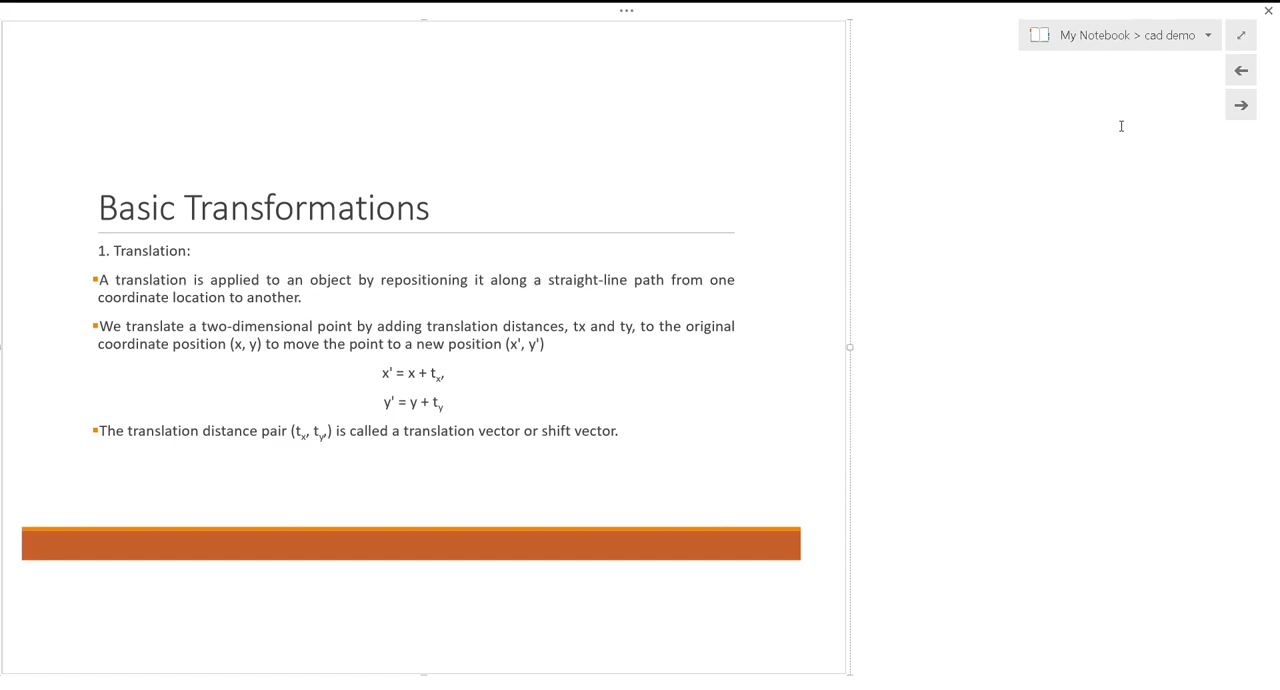 My Notebook > cad demo
Basic Transformations
1. Translation:
▪A translation is applied to an object by repositioning it along a straight-line path from one
coordinate location to another.
▪We translate a two-dimensional point by adding translation distances, tx and ty, to the original
coordinate position (x, y) to move the point to a new position (x', y')
x' = x + tx,
y' = y + ty
▪The translation distance pair (tx, ty,) is called a translation vector or shift vector.